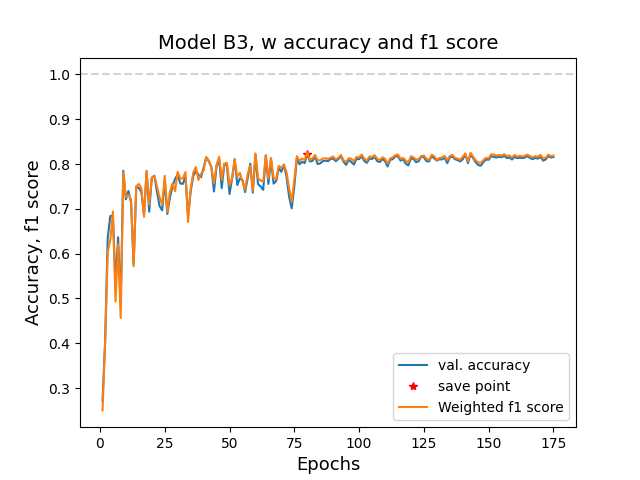 Model B3, w accuracy and f1 score
Accuracy, f1 score
1.0
0.9
0.8
0.7
0.6
0.5
0.4
0.3
0 25 50 75 100 125 150 175
Epochs
val. accuracy
save point
Weighted f1 score